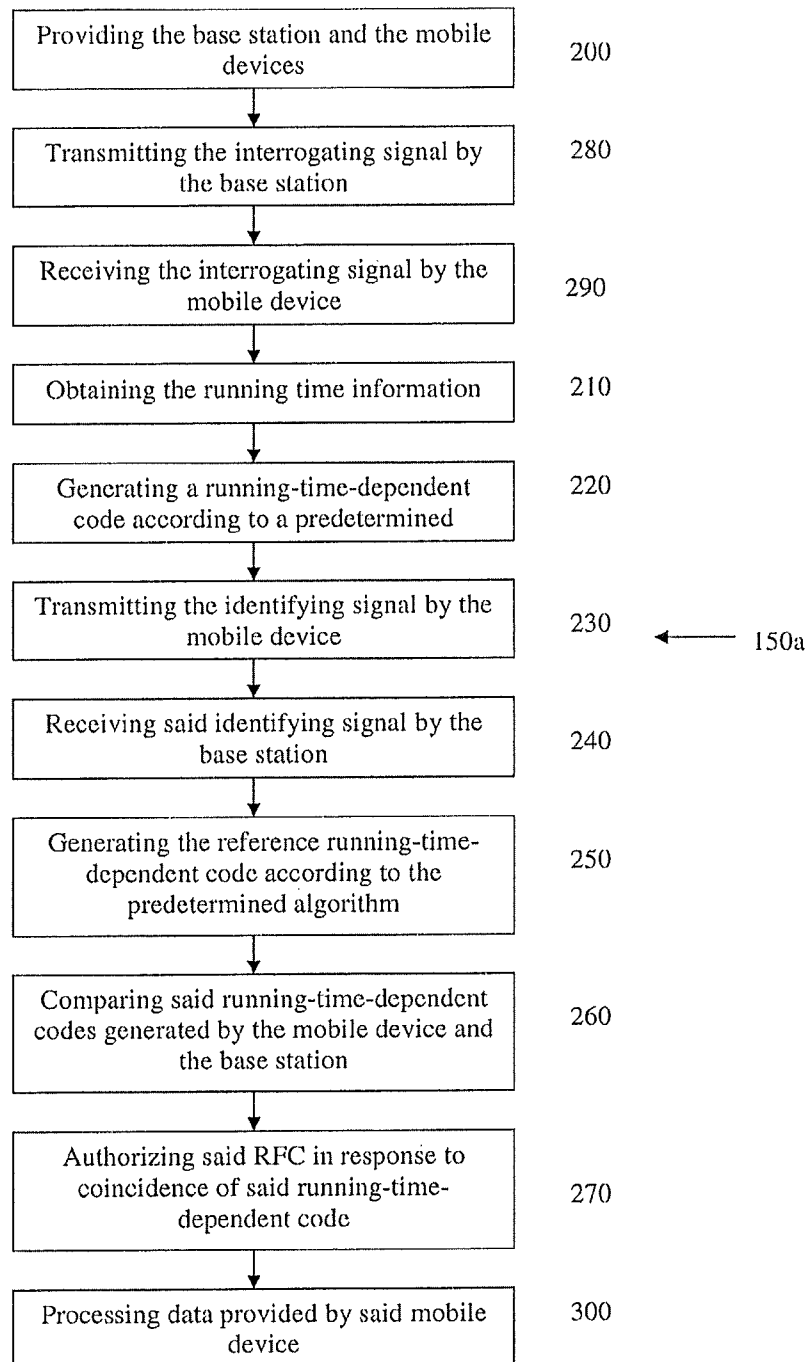 Providing the base station and the mobile
devices
200
Transmitting the interrogating signal by
the base station
280
Receiving the interrogating signal by the
mobile device
290
Obtaining the running time information
210
Generating a running-time-dependent
code according to a predetermined
220
Transmitting the identifying signal by the
mobile device
230
150a
Receiving said identifying signal by the
base station
240
Generating the reference running-time-
dependent code according to the
predetermined algorithm
250
Comparing said running-time-dependent
codes generated by the mobile device and
the base station
260
Authorizing said RFC in response to
coincidence of said running-time-
dependent code
270
Processing data provided by said mobile
device
300